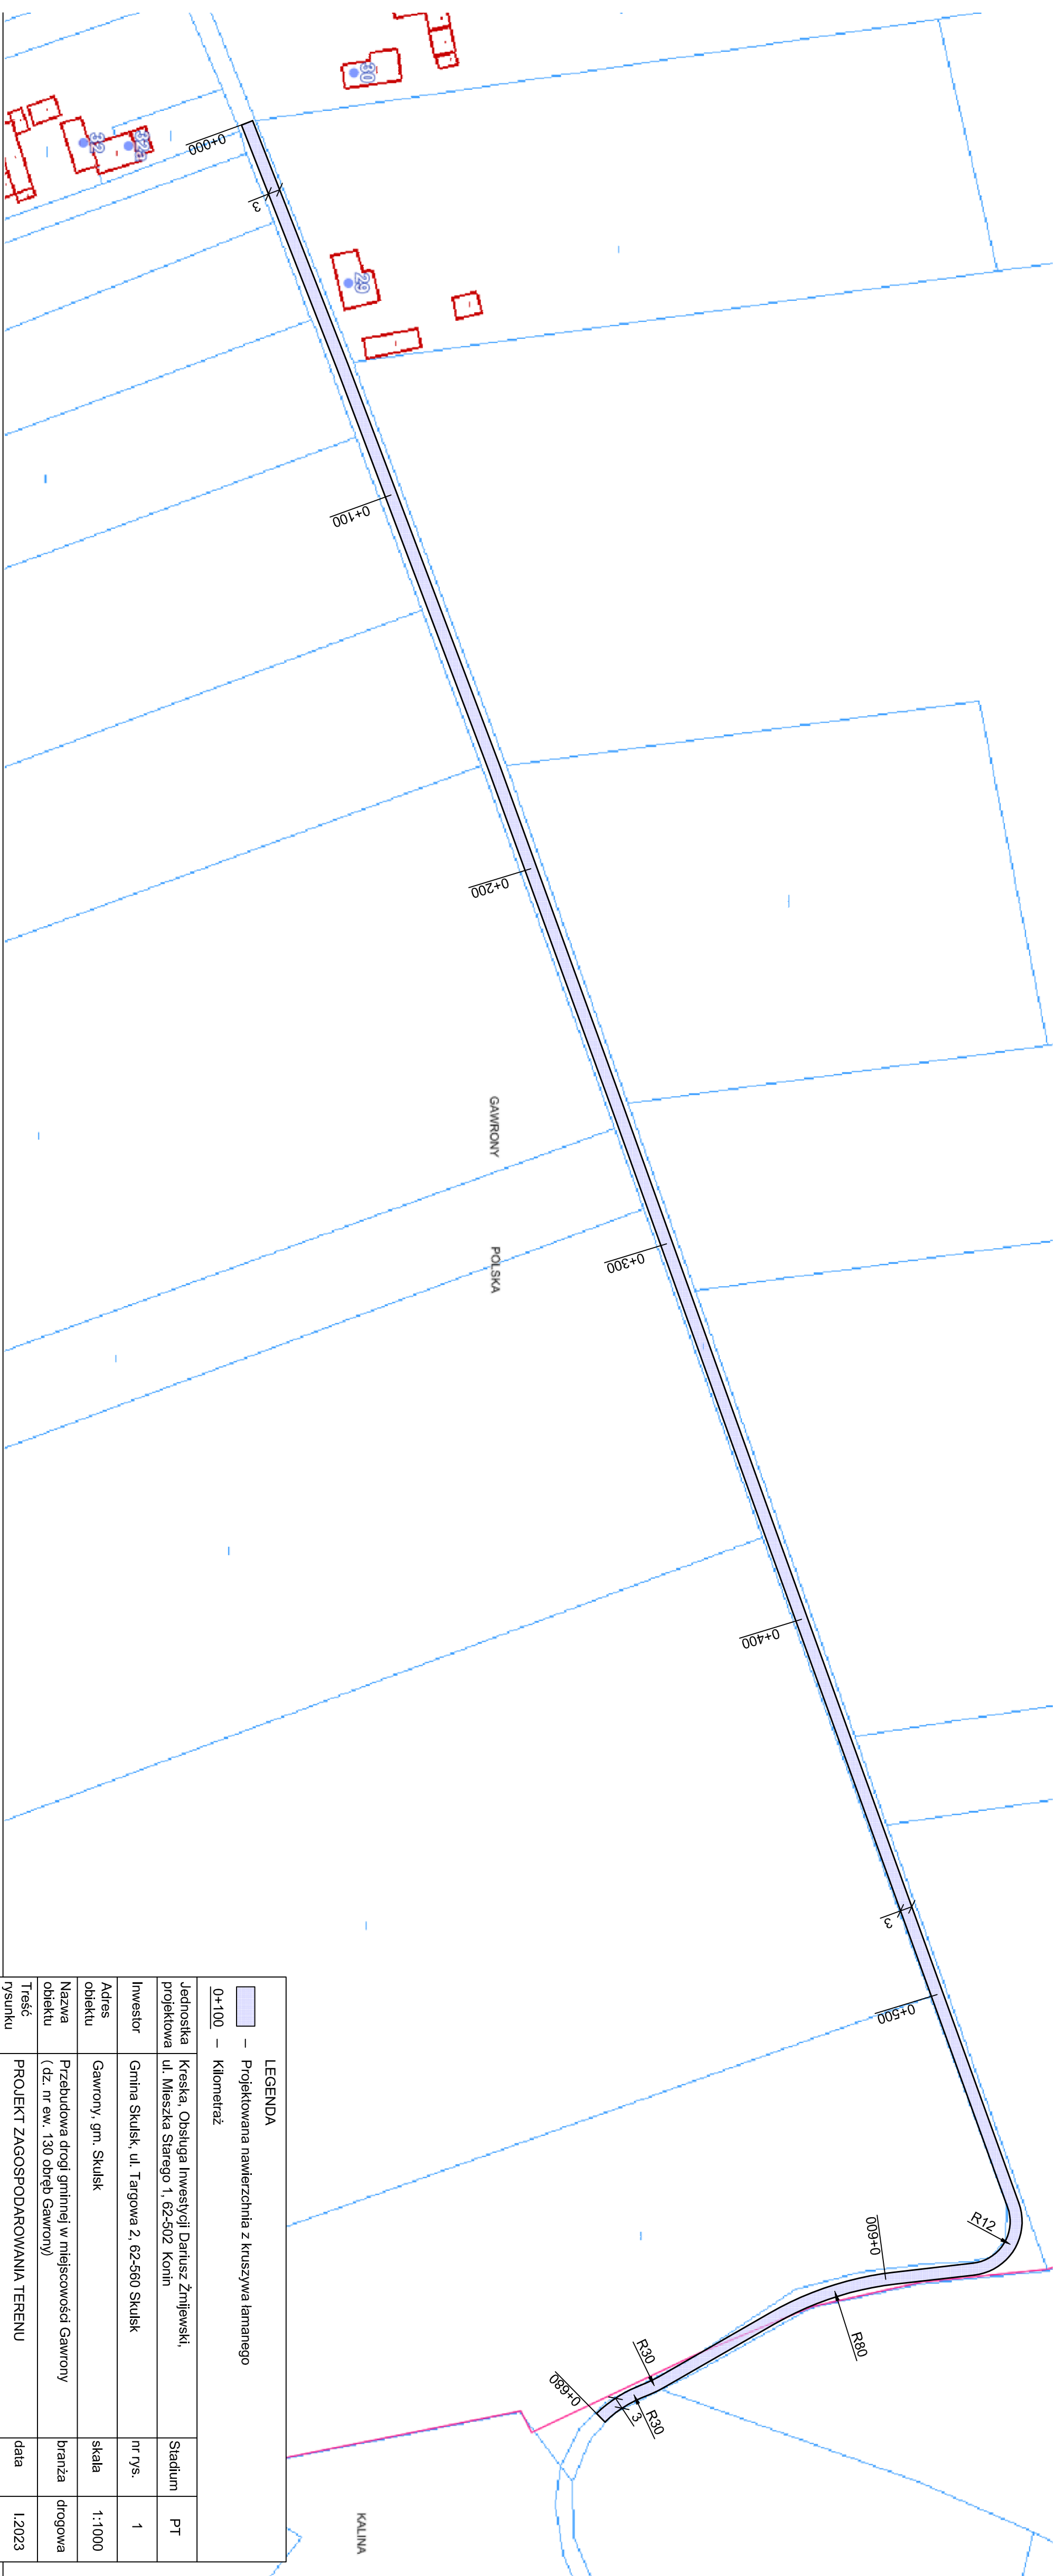 30
32
32a
0+000
3
29
0+100
0+200
GAWRONY
POLSKA
0+300
0+400
3
0+500
R12
0+600
R80
R30
R30
3
0+680
KALINA
LEGENDA
– Projektowana nawierzchnia z kruszywa łamanego
0+100 – Kilometraż
Jednostka projektowa
Kreska, Obsługa Inwestycji Dariusz Żmijewski,
ul. Mieszka Starego 1, 62-502 Konin
Stadium
PT
Inwestor
Gmina Skulsk, ul. Targowa 2, 62-560 Skulsk
nr rys.
1
Adres obiektu
Gawrony, gm. Skulsk
skala
1:1000
Nazwa obiektu
Przebudowa drogi gminnej w miejscowości Gawrony
( dz. nr ew. 130 obręb Gawrony)
branża
drogowa
Treść rysunku
PROJEKT ZAGOSPODAROWANIA TERENU
data
I.2023